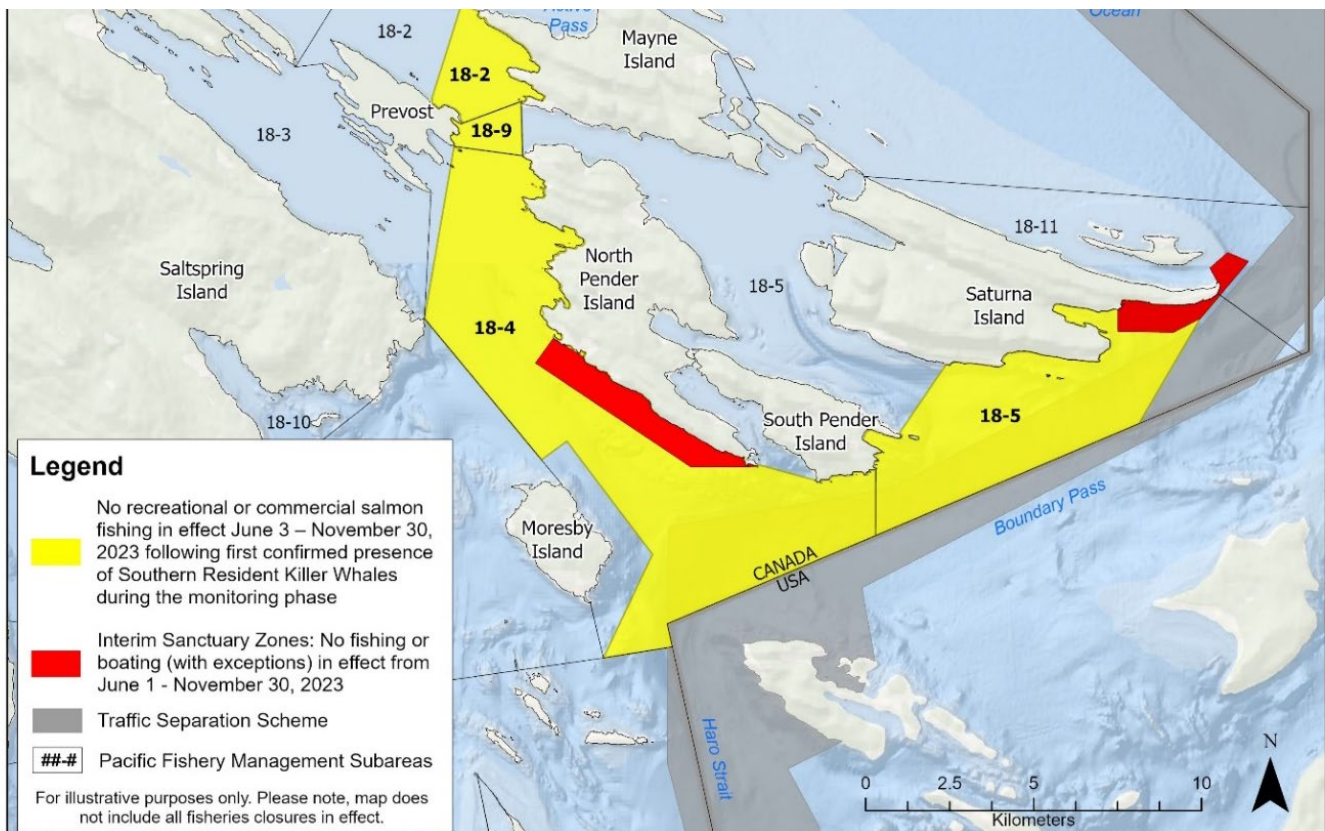 Active
Pass
Ocean
18-2
Mayne
Island
18-2
Prevost
18-9
18-3
18-11
North
Pender
Island
Saltspring
Island
18-5
Saturna
Island
18-4
18-10
South Pender
Island
18-5
Moresby
Island
Boundary Pass
CANADA
USA
Haro Strait
Legend
No recreational or commercial salmon
fishing in effect June 3 – November 30,
2023 following first confirmed presence
of Southern Resident Killer Whales
during the monitoring phase
Interim Sanctuary Zones: No fishing or
boating (with exceptions) in effect from
June 1 - November 30, 2023
Traffic Separation Scheme
##-# Pacific Fishery Management Subareas
For illustrative purposes only. Please note, map does
not include all fisheries closures in effect.
0 2.5 5 10
Kilometers
N